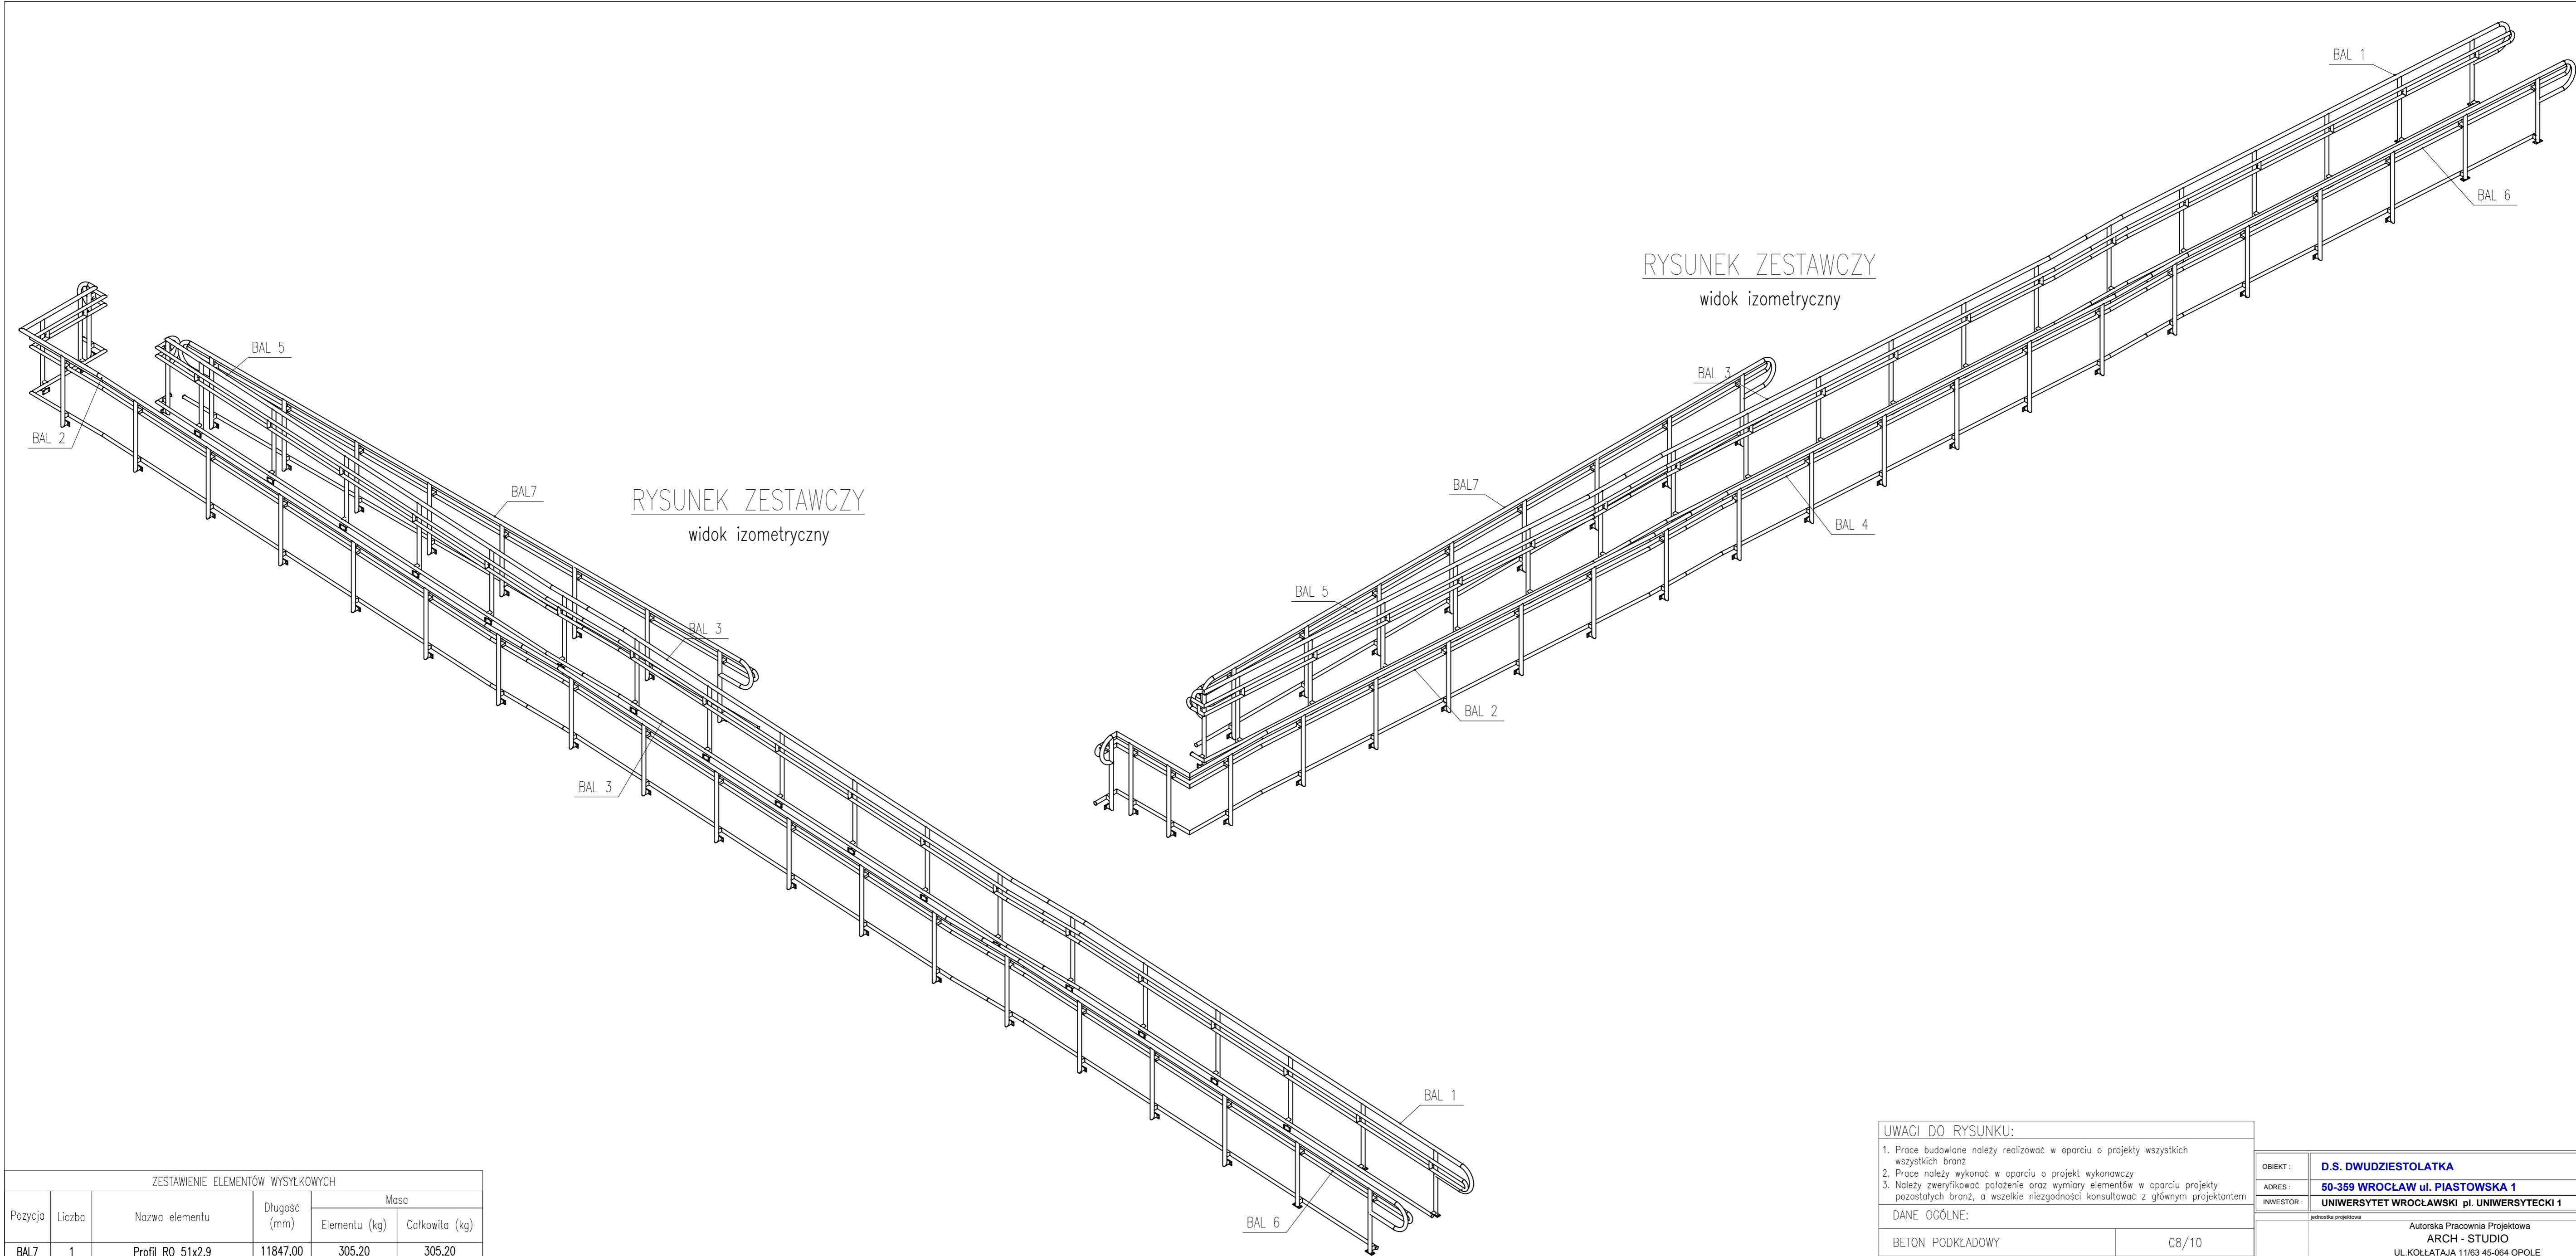 BAL 1
BAL 6
RYSUNEK ZESTAWCZY
widok izometryczny
BAL 3
BAL7
BAL 4
BAL 5
BAL 2
BAL 5
BAL 2
BAL7
RYSUNEK ZESTAWCZY
widok izometryczny
BAL 3
BAL 3
BAL 1
BAL 6
ZESTAWIENIE ELEMENTÓW WYSYŁKOWYCH
Pozycja Liczba Nazwa elementu Długość (mm) Masa
Elementu (kg) Całkowita (kg)
BAL7 1 Profil RO 51x2.9 11847.00 305.20 305.20
UWAGI DO RYSUNKU:
1. Prace budowlane należy realizować w oparciu o projekty wszystkich
wszystkich branż
2. Prace należy wykonać w oparciu o projekt wykonawczy
3. Należy zweryfikować położenie oraz wymiary elementów w oparciu projekty
pozostałych branż, a wszelkie niezgodności konsultować z głównym projektantem
DANE OGÓLNE:
BETON PODKŁADOWY C8/10
OBIEKT : D.S. DWUDZIESTOLATKA
ADRES : 50-359 WROCŁAW ul. PIASTOWSKA 1
INWESTOR : UNIWERSYTET WROCŁAWSKI pl. UNIWERSYTECKI 1
jednostka projektowa
Autorska Pracownia Projektowa
ARCH - STUDIO
UL.KOŁŁATAJA 11/63 45-064 OPOLE